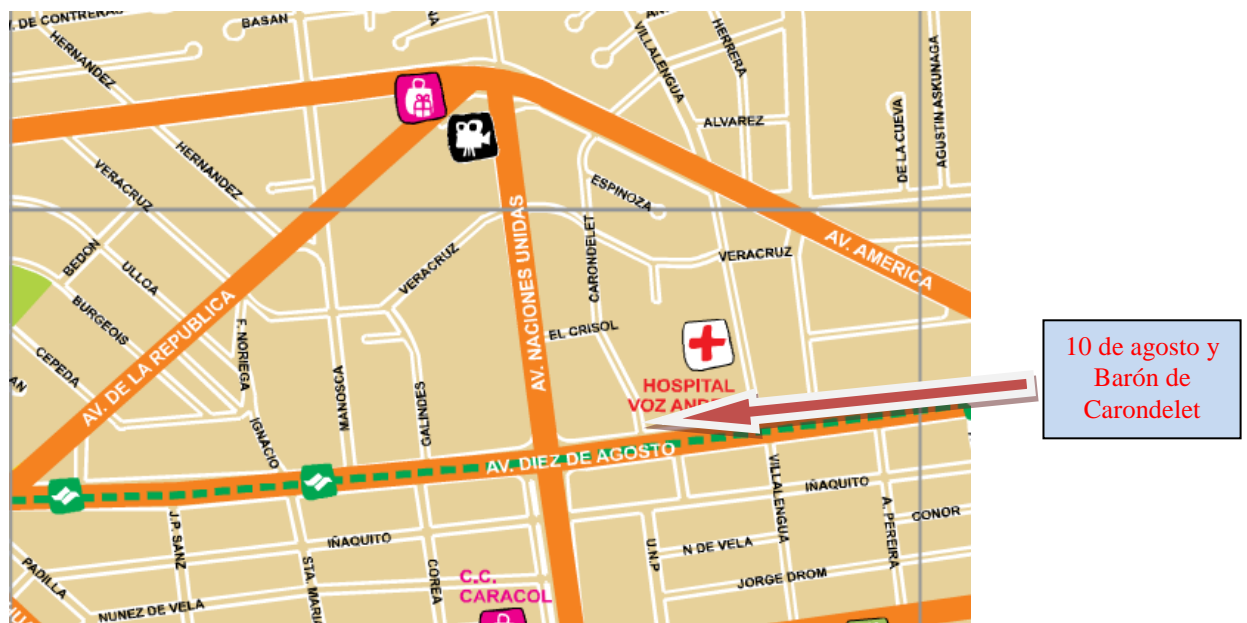 . DE CONTRERAS
BASAN
HERNANDEZ
VILLALENGUA
HERRERA
ALVAREZ
DE LA CUEVA
AGUSTIN ASKUNAGA
HERNANDEZ
VERACRUZ
ESPINOZA
AV. NACIONES UNIDAS
CARONDELET
VERACRUZ
AV. AMERICA
BEDON
ULLCA
VERACRUZ
BURGEOIS
AV. DE LA REPUBLICA
F. NORIEGA
EL CRISOL
CEPEDA
AN
MANOSCA
GALINDES
HOSPITAL
VOZ AND
10 de agosto y
Barón de
Carondelet
IGNACIO
AV. DIEZ DE AGOSTO
VILLALENGUA
IÑAQUITO
A. PEREIRA
CONOR
J.P. SANZ
IÑAQUITO
U.N.P
N DE VELA
PADILLA
STA. MARIA
COREA
C.C.
CARACOL
JORGE DROM
NUNEZ DE VELA